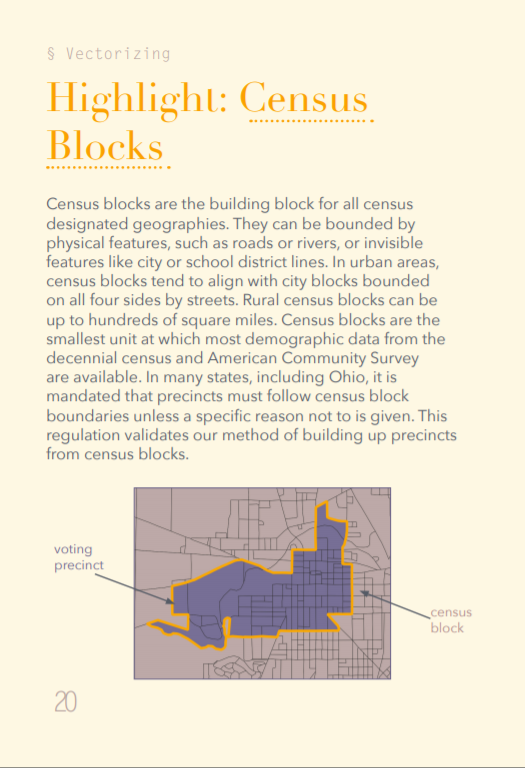 § Vectorizing
Highlight: Census
Blocks
Census blocks are the building block for all census
designated geographies. They can be bounded by
physical features, such as roads or rivers, or invisible
features like city or school district lines. In urban areas,
census blocks tend to align with city blocks bounded
on all four sides by streets. Rural census blocks can be
up to hundreds of square miles. Census blocks are the
smallest unit at which most demographic data from the
decennial census and American Community Survey
are available. In many states, including Ohio, it is
mandated that precincts must follow census block
boundaries unless a specific reason not to is given. This
regulation validates our method of building up precincts
from census blocks.
voting
precinct
census
block
20